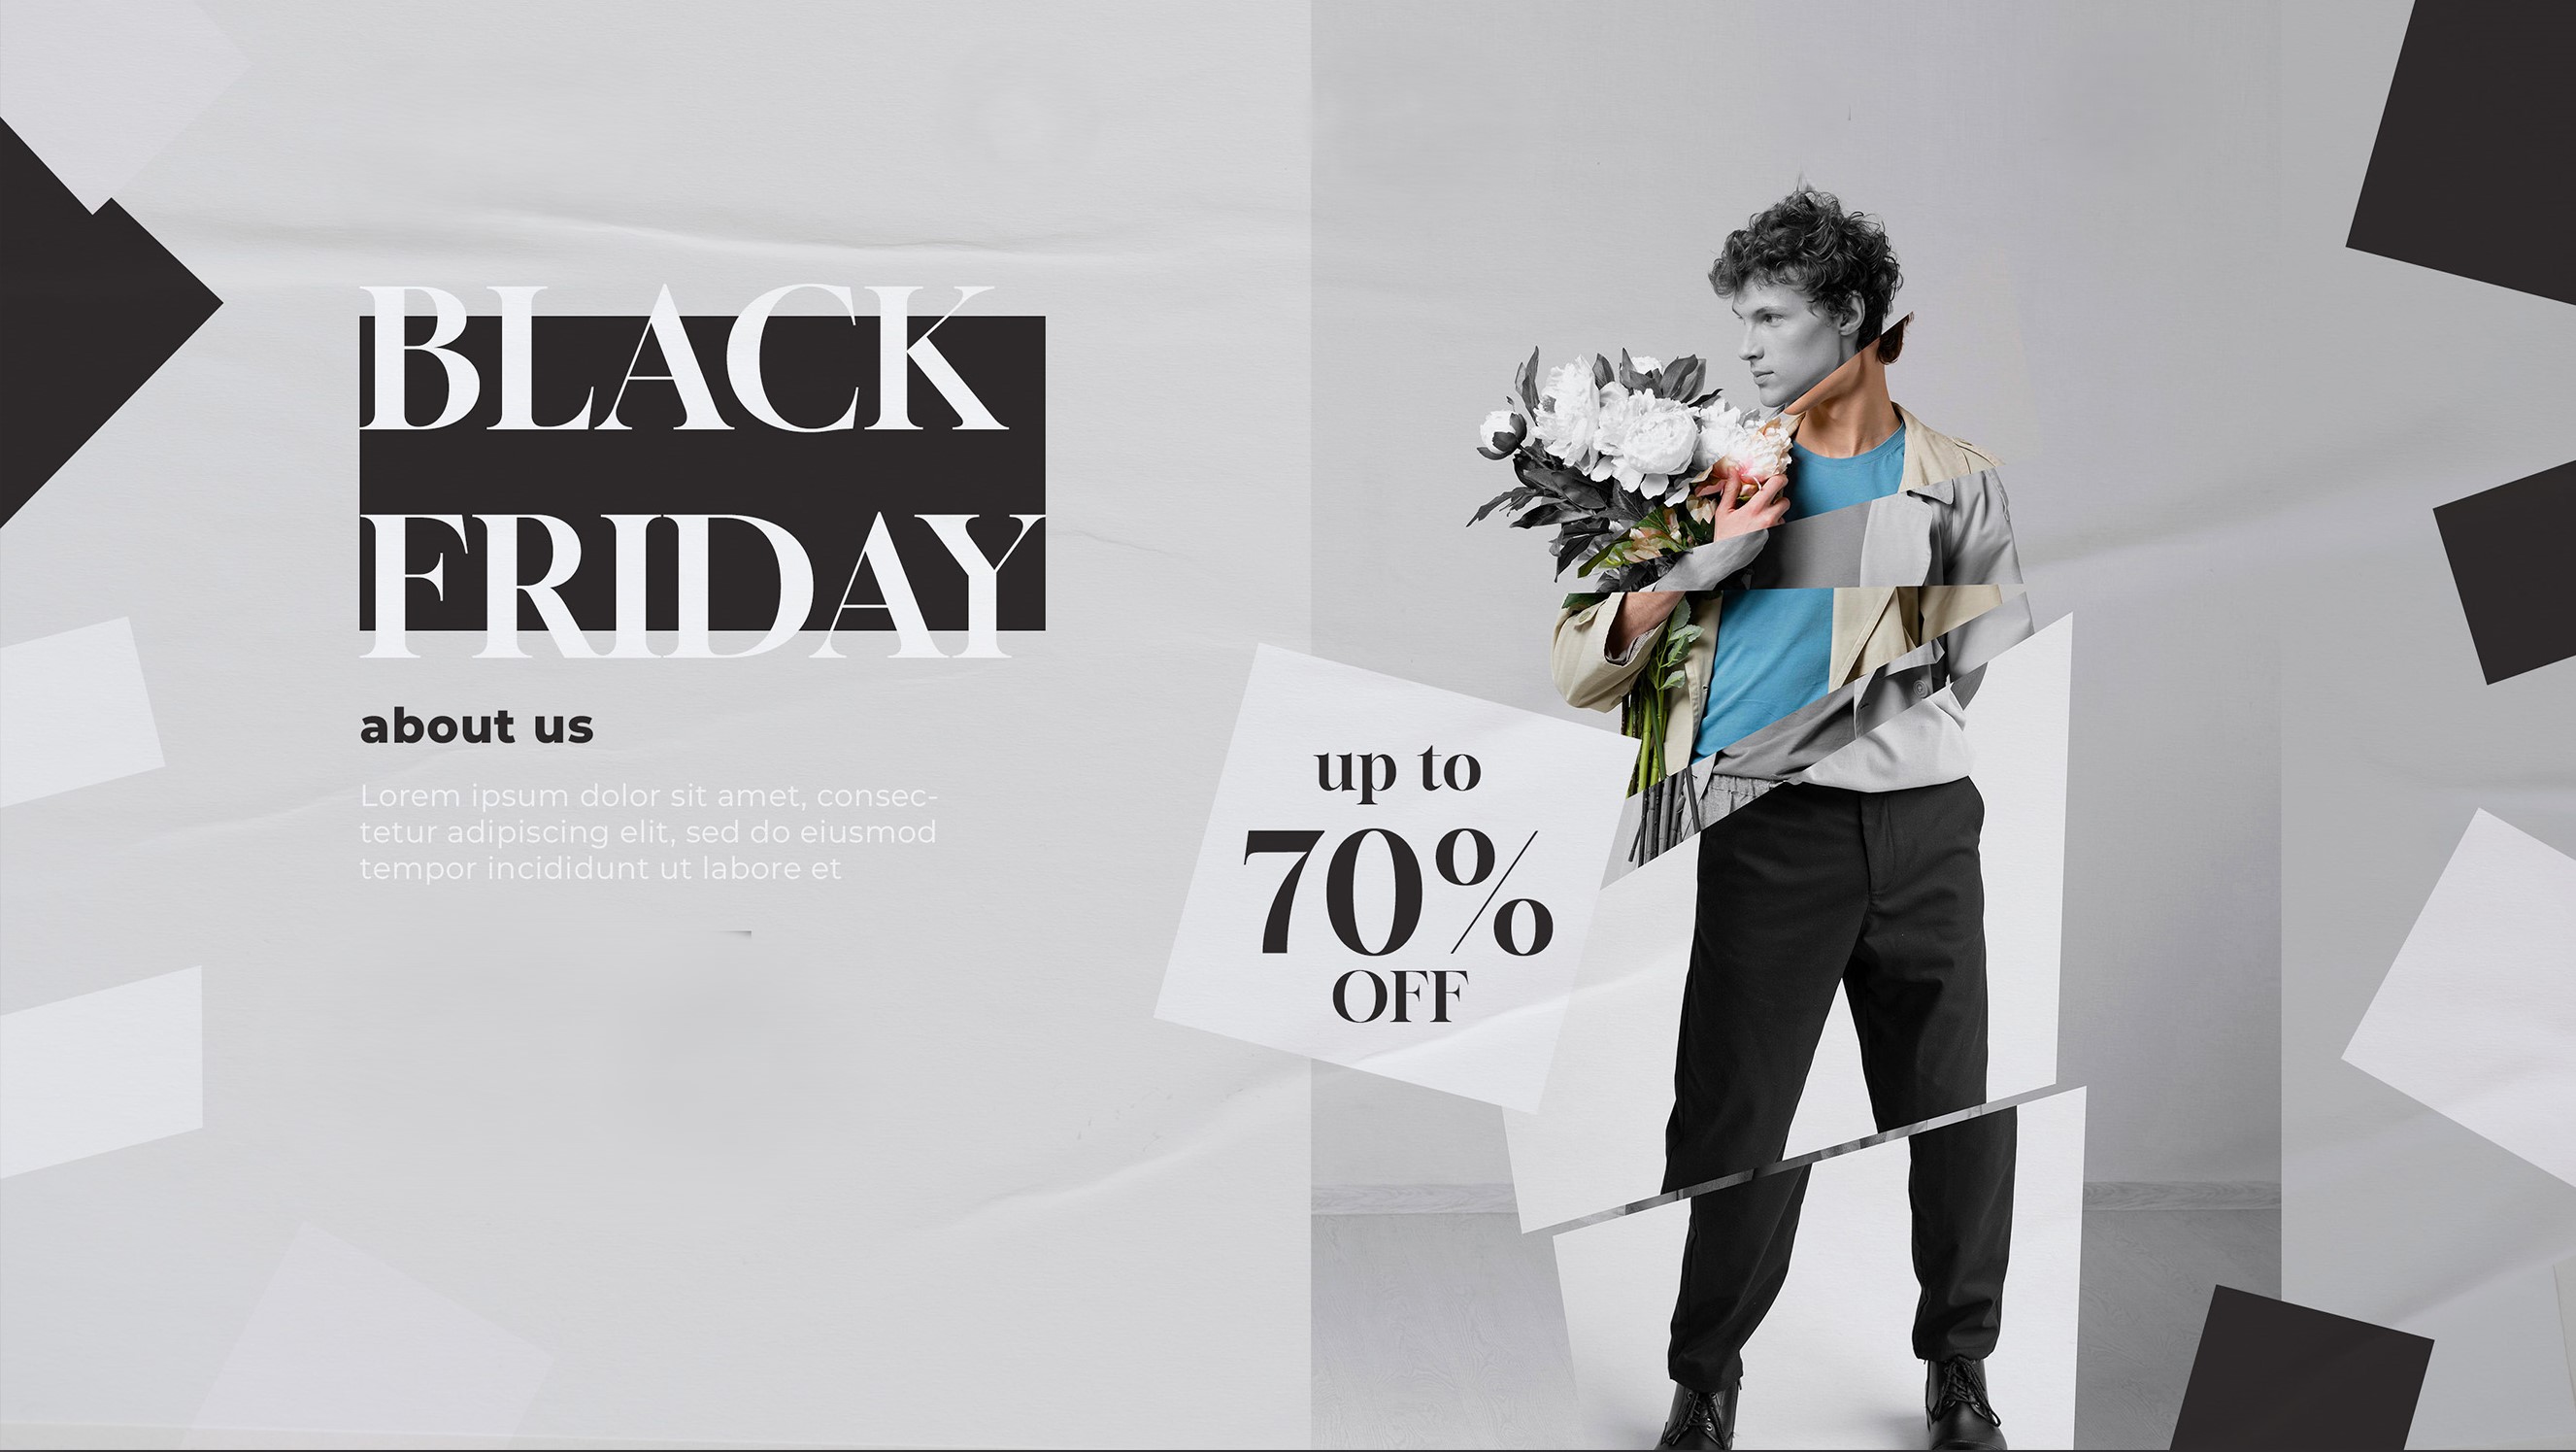 BLACK
FRIDAY
about us
Lorem ipsum dolor sit amet, consec-
tetur adipiscing elit, sed do eiusmod
tempor incididunt ut labore et
up to
70%
OFF